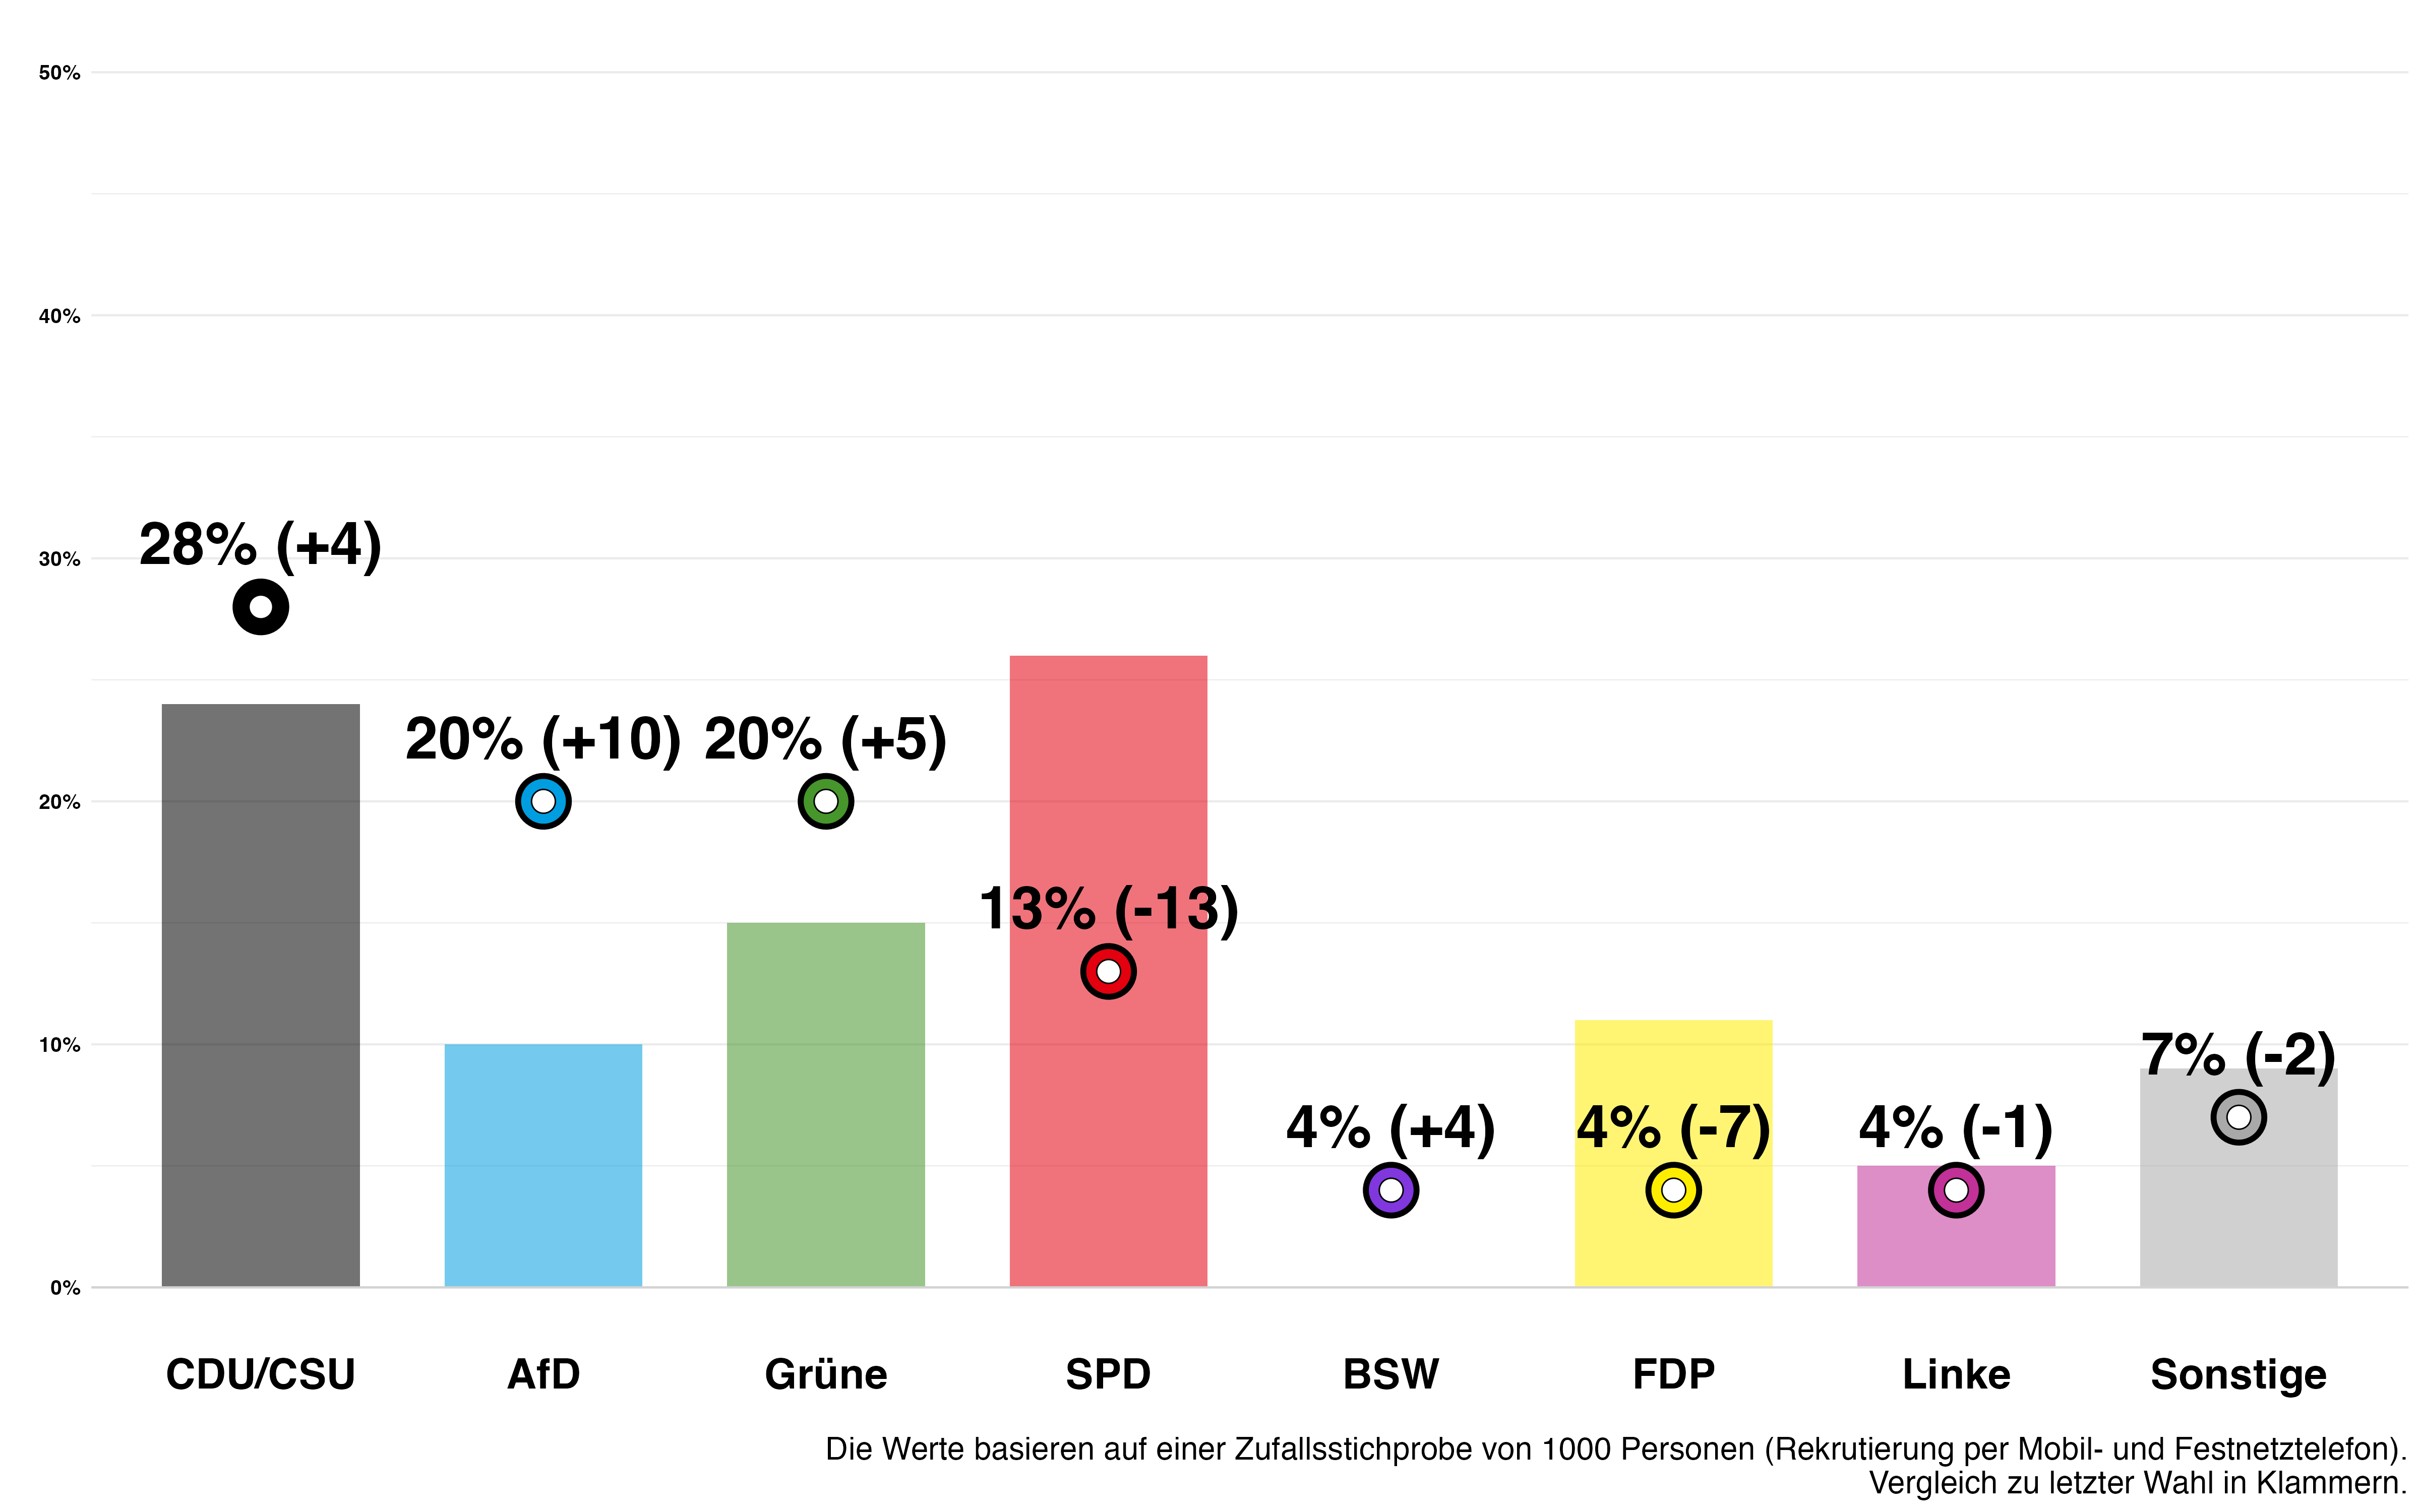 50%
40%
30%
20%
10%
0%
28% (+4)
20% (+10)
20% (+5)
13% (-13)
4% (+4)
4% (-7)
4% (-1)
7% (-2)
CDU/CSU
AfD
Grüne
SPD
BSW
FDP
Linke
Sonstige
Die Werte basieren auf einer Zufallsstichprobe von 1000 Personen (Rekrutierung per Mobil- und Festnetztelefon).
Vergleich zu letzter Wahl in Klammern.